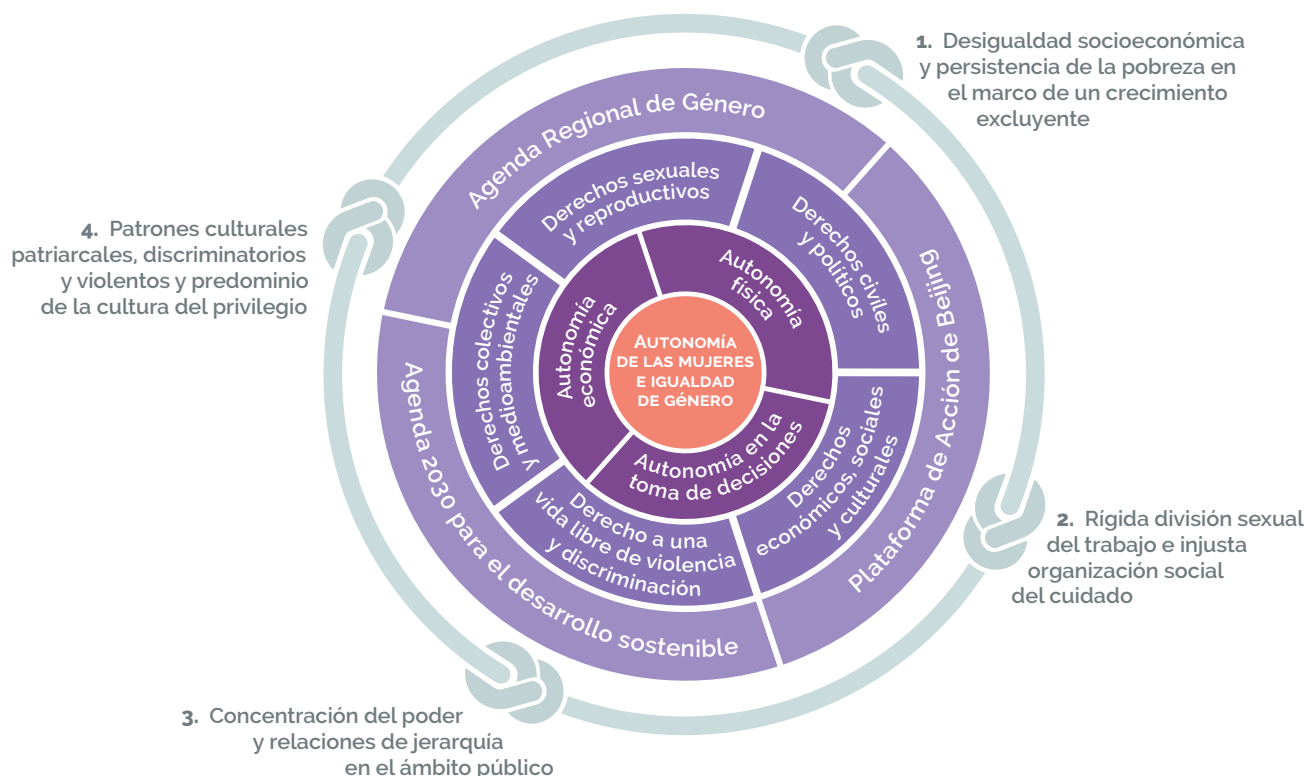 1. Desigualdad socioeconómica
y persistencia de la pobreza en
el marco de un crecimiento
excluyente
Agenda Regional de Género
Plataforma de Acción de Beijing
Agenda 2030 para el desarrollo sostenible
Derechos sexuales
y reproductivos
Derechos civiles
y políticos
4. Patrones culturales
patriarcales, discriminatorios
y violentos y predominio
de la cultura del privilegio
Derechos colectivos
y medioambientales
Autonomía
económica
Autonomía
física
AUTONOMÍA
DE LAS MUJERES
E IGUALDAD
DE GÉNERO
Autonomía en la
toma de decisiones
Derechos
económicos, sociales
y culturales
Derecho a una
vida libre de violencia
y discriminación
2. Rígida división sexual
del trabajo e injusta
organización social
del cuidado
3. Concentración del poder
y relaciones de jerarquía
en el ámbito público